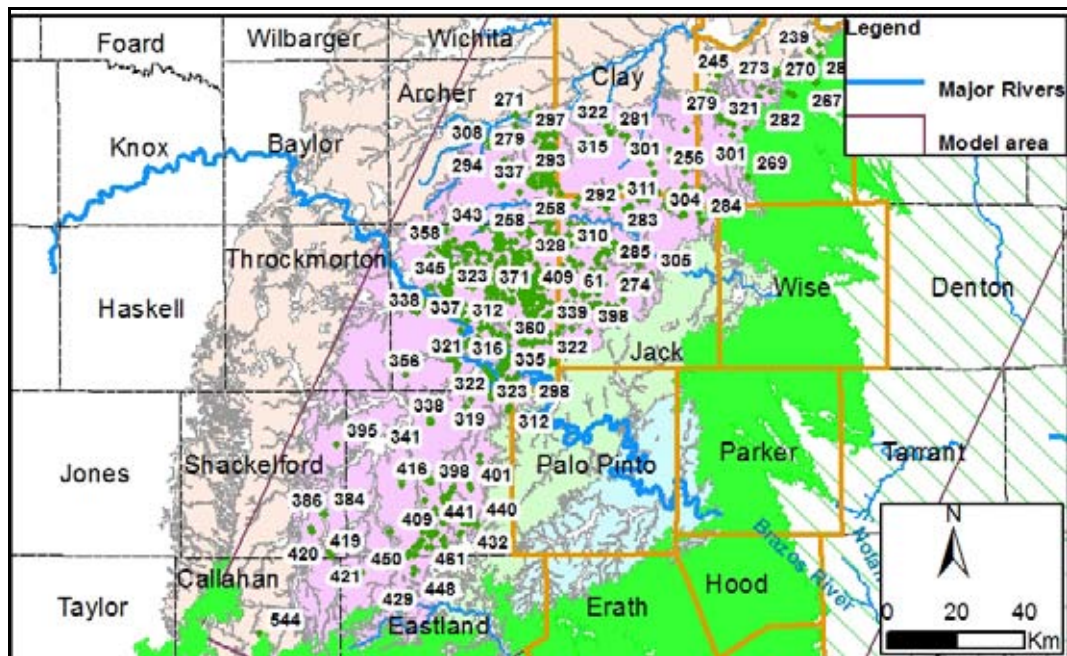 Foard
Wilbarger
Wichita
239
Legend
245 273 270 28
Clay
Major Rivers
Archer
271
322
279 321
267
297
281
282
308
279
Model area
Knox
Baylor
315
301
256 301
269
294
337
293
292
311
304
284
343
258
258
283
358
310
328
285
305
Throckmorton
345 323 371 409 61 274
Wise
Denton
338 337 312
339 398
Haskell
360
321 316
335 322
Jack
356
322 323 298
338
319 312
395 341
Jones
Shackelford
416 398 401
Palo Pinto
Parker
Tarrant
386 384
409 441 440
N
419
432
420
450 461
Brazos River
Callahan
421
448
Hood
Taylor
429
Erath
0 20 40
544
Eastland
Km